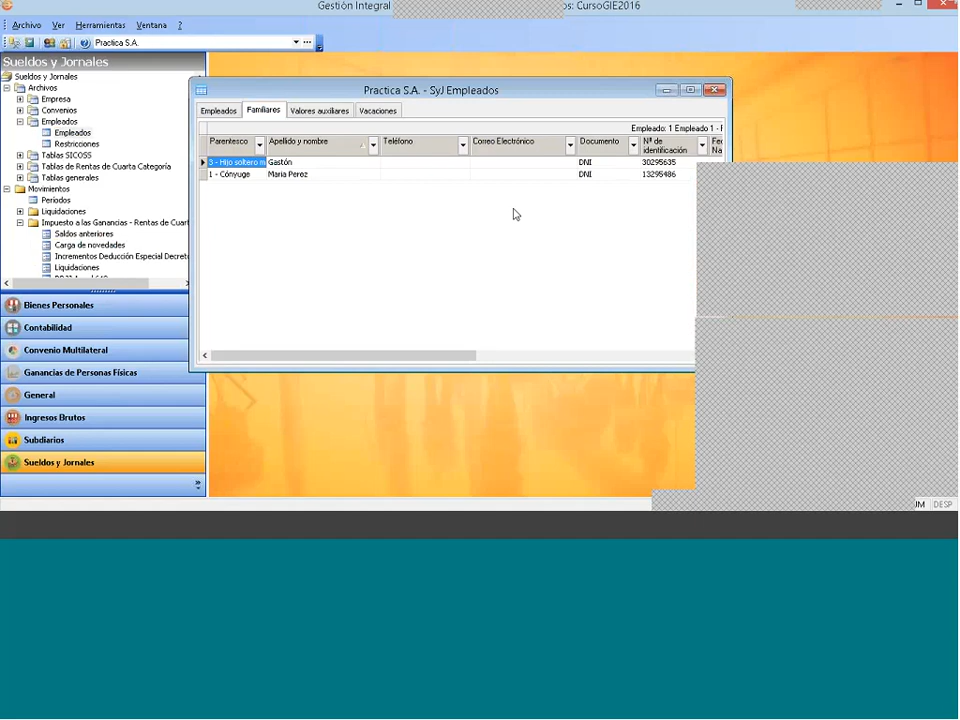 Gestión Integral
os: CursoGIE2016
Archivo Ver Herramientas Ventana ?
Practica S.A.
Sueldos y Jornales
Sueldos y Jornales
Archivos
Empresa
Convenios
Empleados
Empleados
Restricciones
Tablas SICOSS
Tablas de Rentas de Cuarta Categoría
Tablas generales
Movimientos
Períodos
Liquidaciones
Impuesto a las Ganancias - Rentas de Cuart
Saldos anteriores
Carga de novedades
Incrementos Deducción Especial Decreto
Liquidaciones
Bienes Personales
Contabilidad
Convenio Multilateral
Ganancias de Personas Físicas
General
Ingresos Brutos
Subdiarios
Sueldos y Jornales
Practica S.A. - SyJ Empleados
Empleados Familiares Valores auxiliares Vacaciones
Empleado: 1 Empleado 1 -
Parentesco Apellido y nombre Teléfono Correo Electrónico Documento Nº de identificación Fec Na
3 - Hijo soltero m Gastón DNI 30295635
1 - Cónyuge Maria Perez DNI 13295486
IM DESP